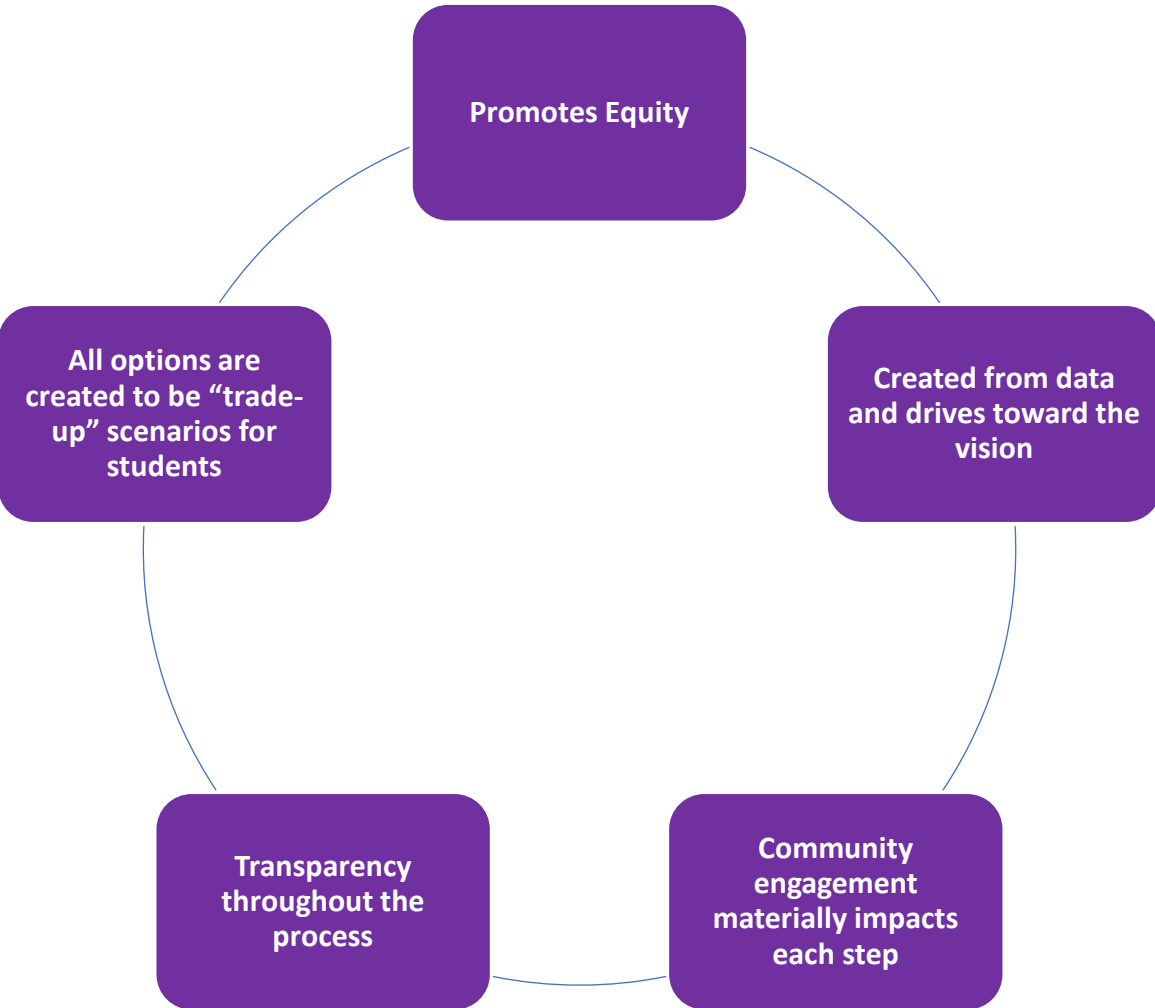 Promotes Equity
Created from data
and drives toward the
vision
Community
engagement
materially impacts
each step
Transparency
throughout the
process
All options are
created to be “trade-
up” scenarios for
students